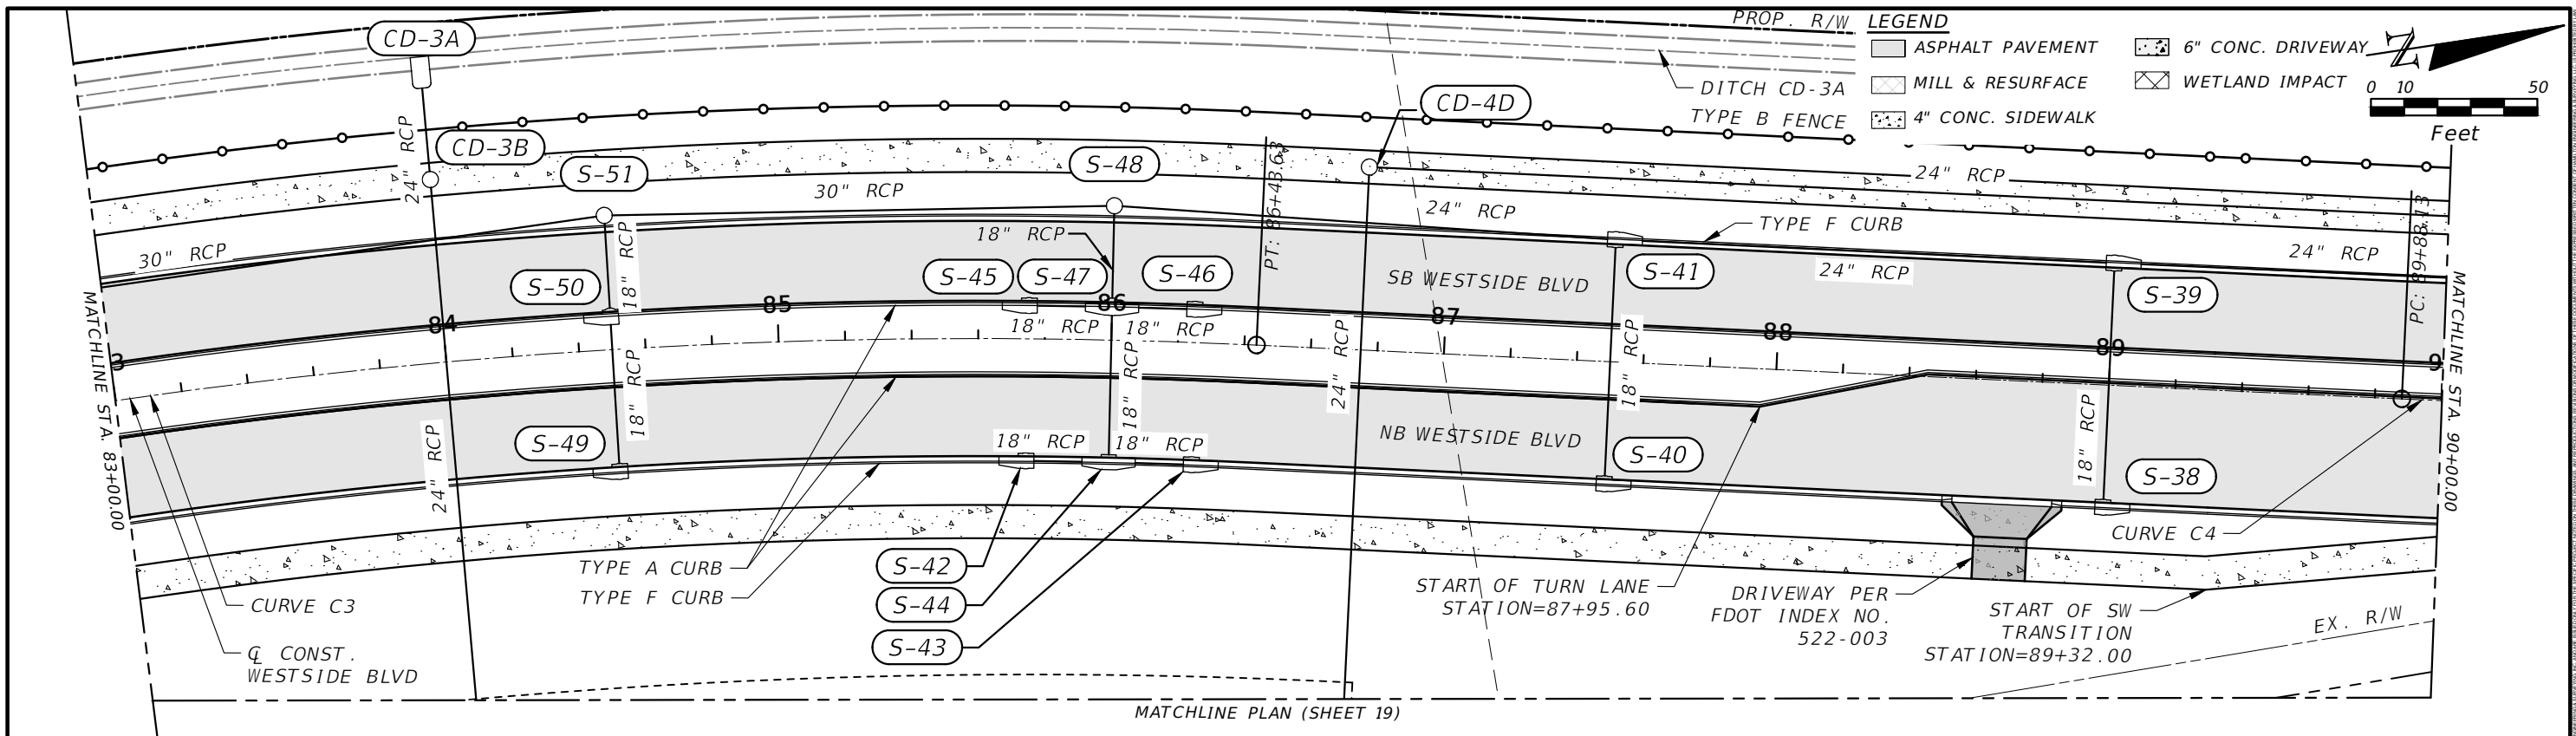 PROP. R/W
LEGEND
ASPHALT PAVEMENT
6" CONC. DRIVEWAY
MILL & RESURFACE
WETLAND IMPACT
4" CONC. SIDEWALK
N
0 10 50
Feet
CD-3A
DITCH CD-3A
TYPE B FENCE
CD-4D
24" RCP
CD-3B
S-51
S-48
30" RCP
24" RCP
24" RCP
TYPE F CURB
PT: 86+43.63
PC: 89+88.13
30" RCP
18" RCP
18" RCP
24" RCP
24" RCP
S-50
S-45
S-47
S-46
SB WESTSIDE BLVD
S-41
S-39
3
84
85
86
87
88
89
9
18" RCP
18" RCP
18" RCP
18" RCP
24" RCP
18" RCP
18" RCP
18" RCP
MATCHLINE STA. 83+00.00
MATCHLINE STA. 90+00.00
24" RCP
S-49
18" RCP
18" RCP
NB WESTSIDE BLVD
S-40
S-38
TYPE A CURB
TYPE F CURB
S-42
S-44
S-43
CURVE C3
CL CONST.
WESTSIDE BLVD
START OF TURN LANE
STATION=87+95.60
DRIVEWAY PER
FDOT INDEX NO.
522-003
CURVE C4
START OF SW
TRANSITION
STATION=89+32.00
EX. R/W
MATCHLINE PLAN (SHEET 19)